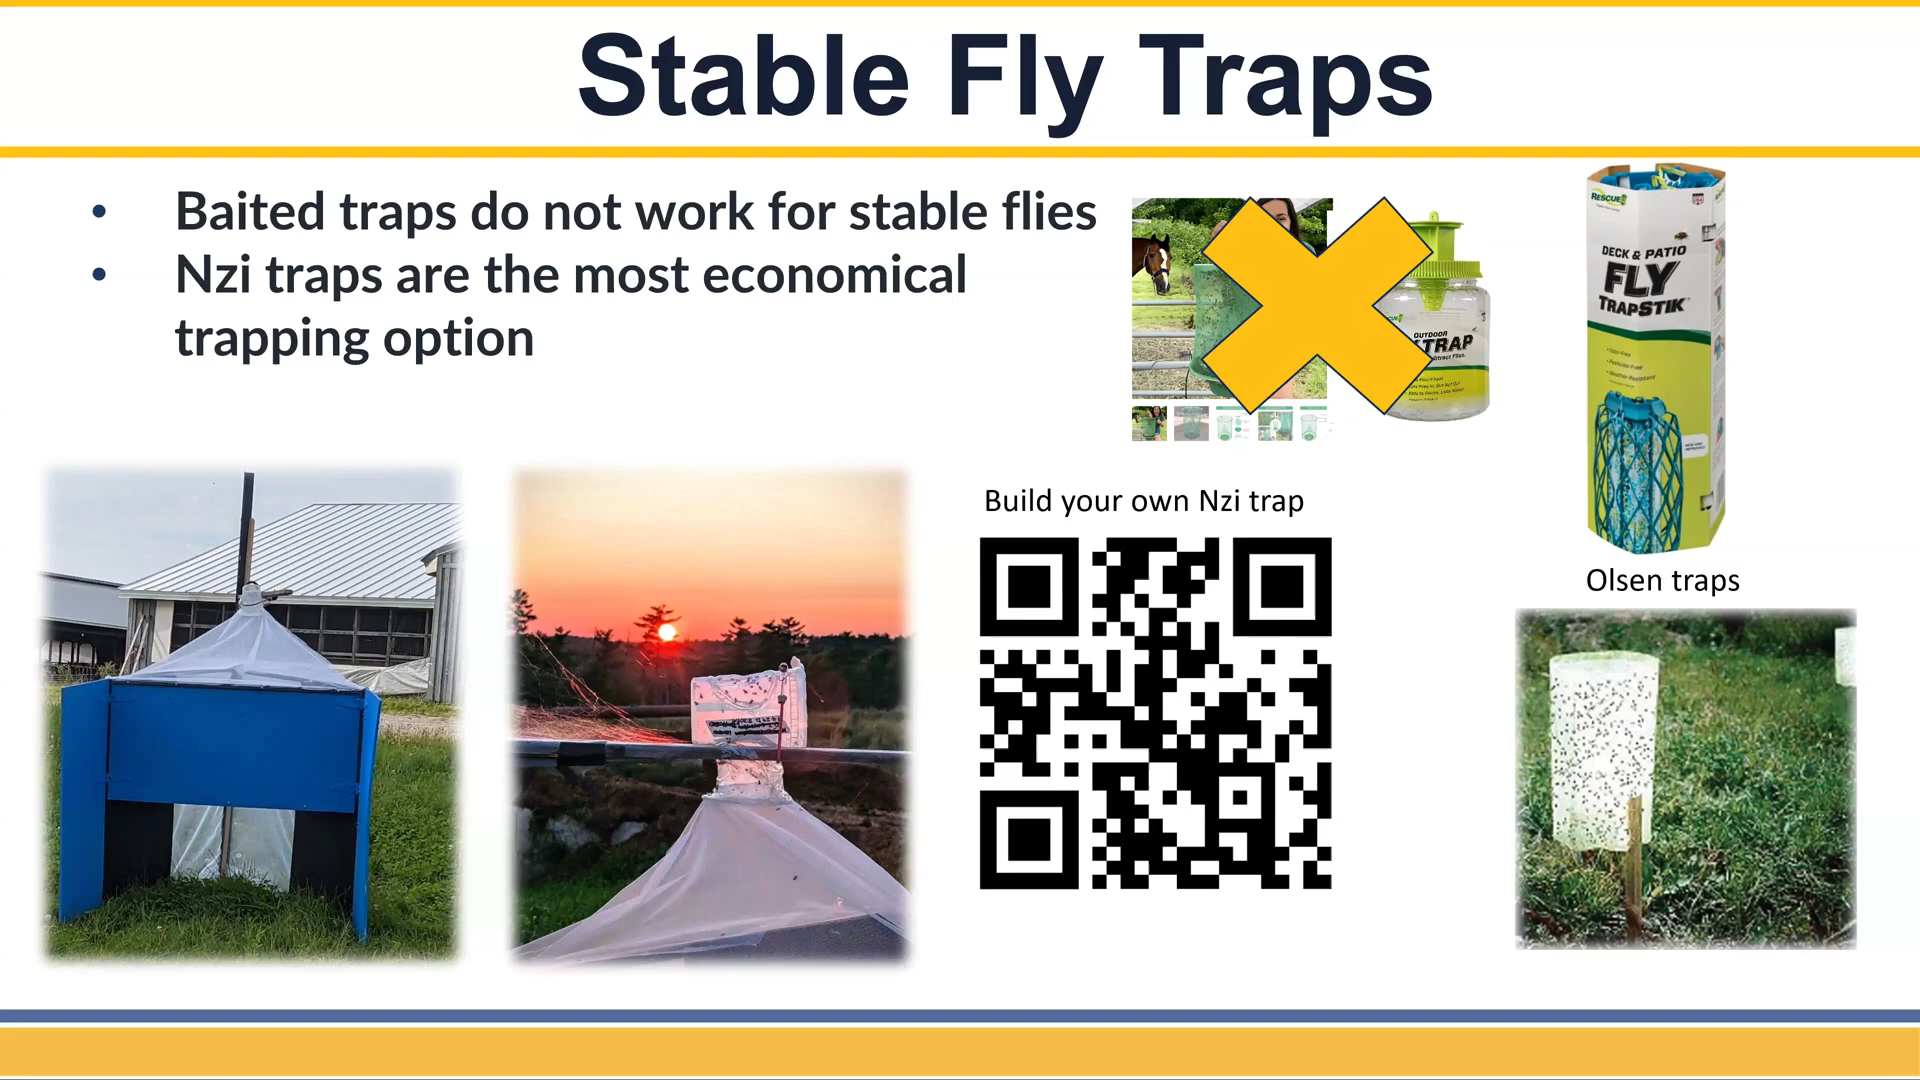 Stable Fly Traps
• Baited traps do not work for stable flies
• Nzi traps are the most economical
trapping option
RESCUE!
DECK & PATIO
FLY
TRAPSTIK
OUTDOOR
TRAP
Build your own Nzi trap
Olsen traps